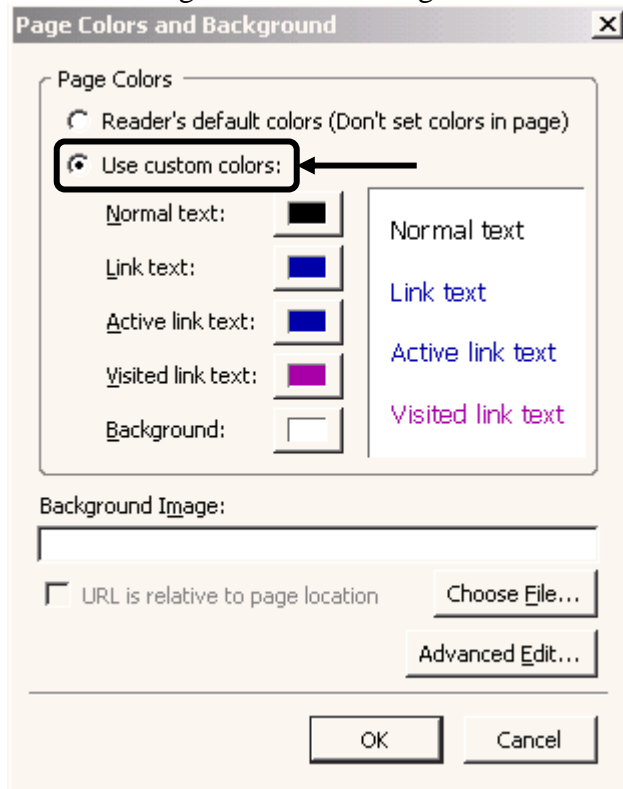 Page Colors and Background
Page Colors
Reader's default colors (Don't set colors in page)
Use custom colors:
Normal text:
Link text:
Active link text:
Visited link text:
Background:
Normal text
Link text
Active link text
Visited link text
Background Image:
URL is relative to page location
Choose File...
Advanced Edit...
OK
Cancel